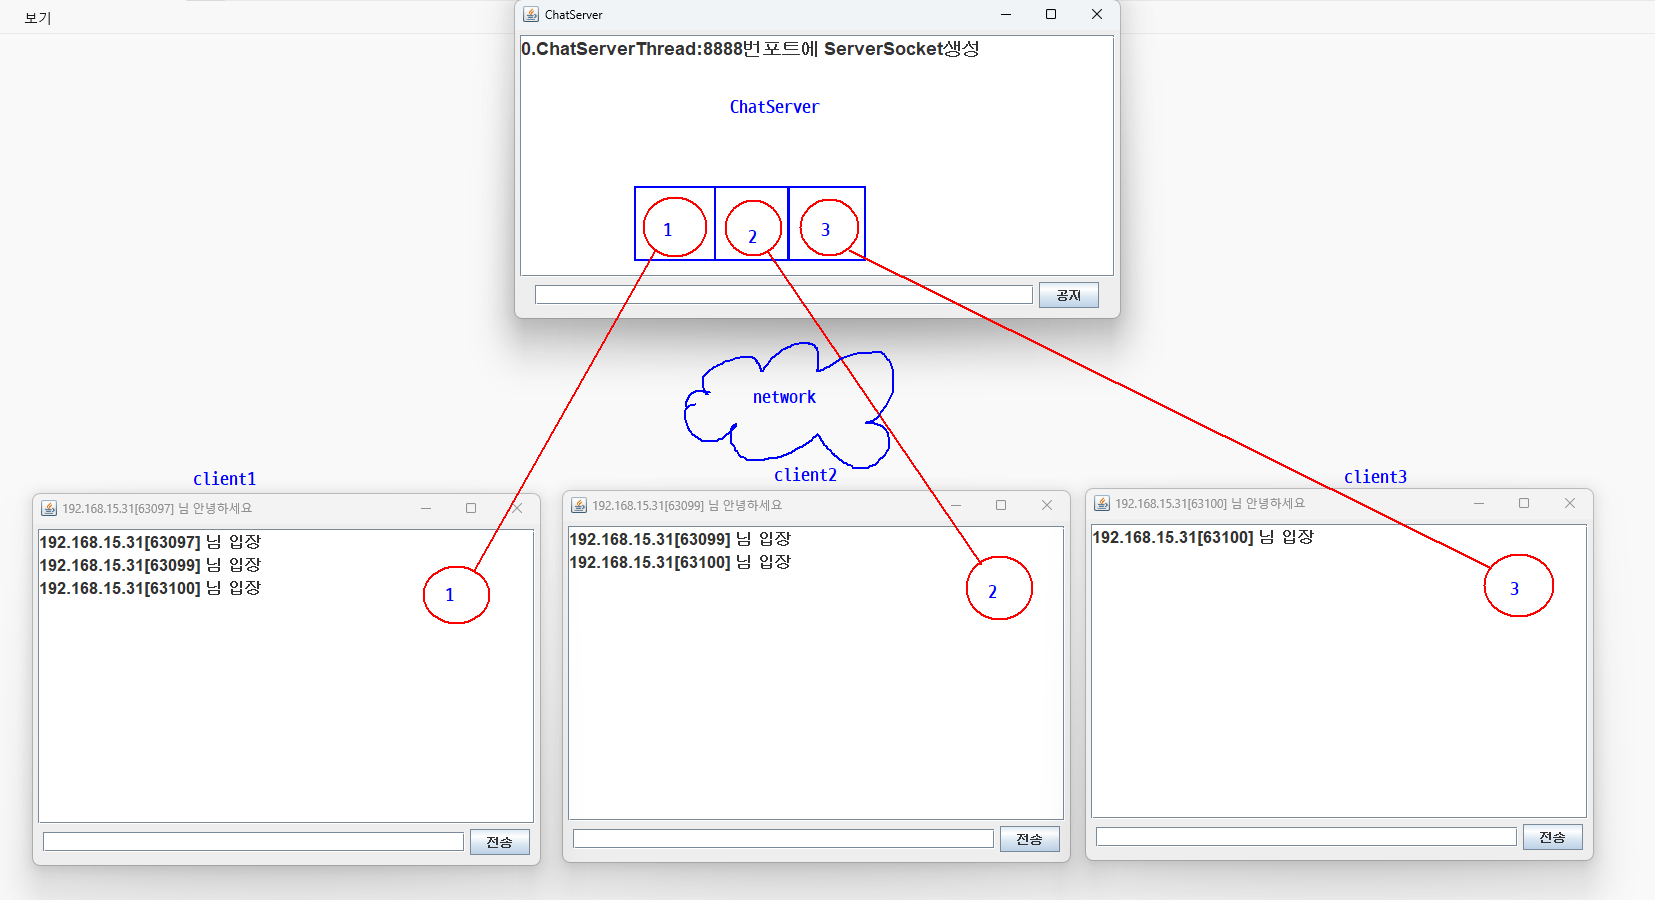 보기
ChatServer
0.ChatServerThread:8888번포트에 ServerSocket생성
ChatServer
1
2
3
공지
network
client1
192.168.15.31[63097] 님 안녕하세요
192.168.15.31[63097] 님 입장
192.168.15.31[63099] 님 입장
192.168.15.31[63100] 님 입장
1
전송
client2
192.168.15.31[63099] 님 안녕하세요
192.168.15.31[63099] 님 입장
192.168.15.31[63100] 님 입장
2
전송
client3
192.168.15.31[63100] 님 안녕하세요
192.168.15.31[63100] 님 입장
3
전송